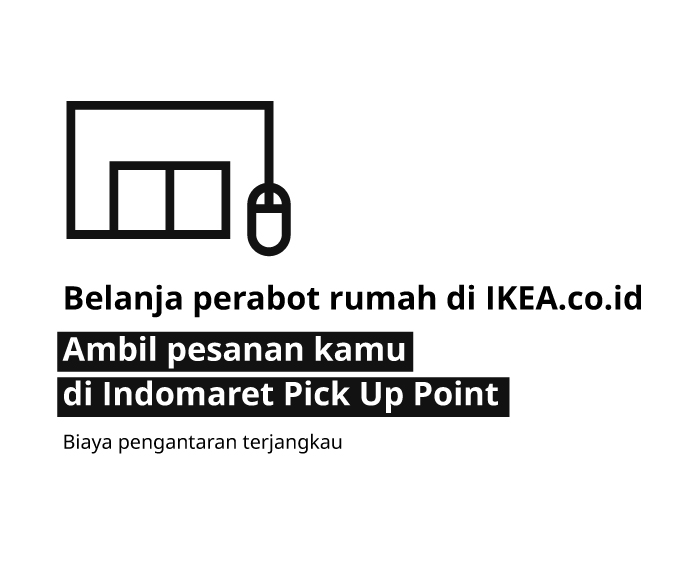 Belanja perabot rumah di IKEA.co.id
Ambil pesanan kamu
di Indomaret Pick Up Point
Biaya pengantaran terjangkau